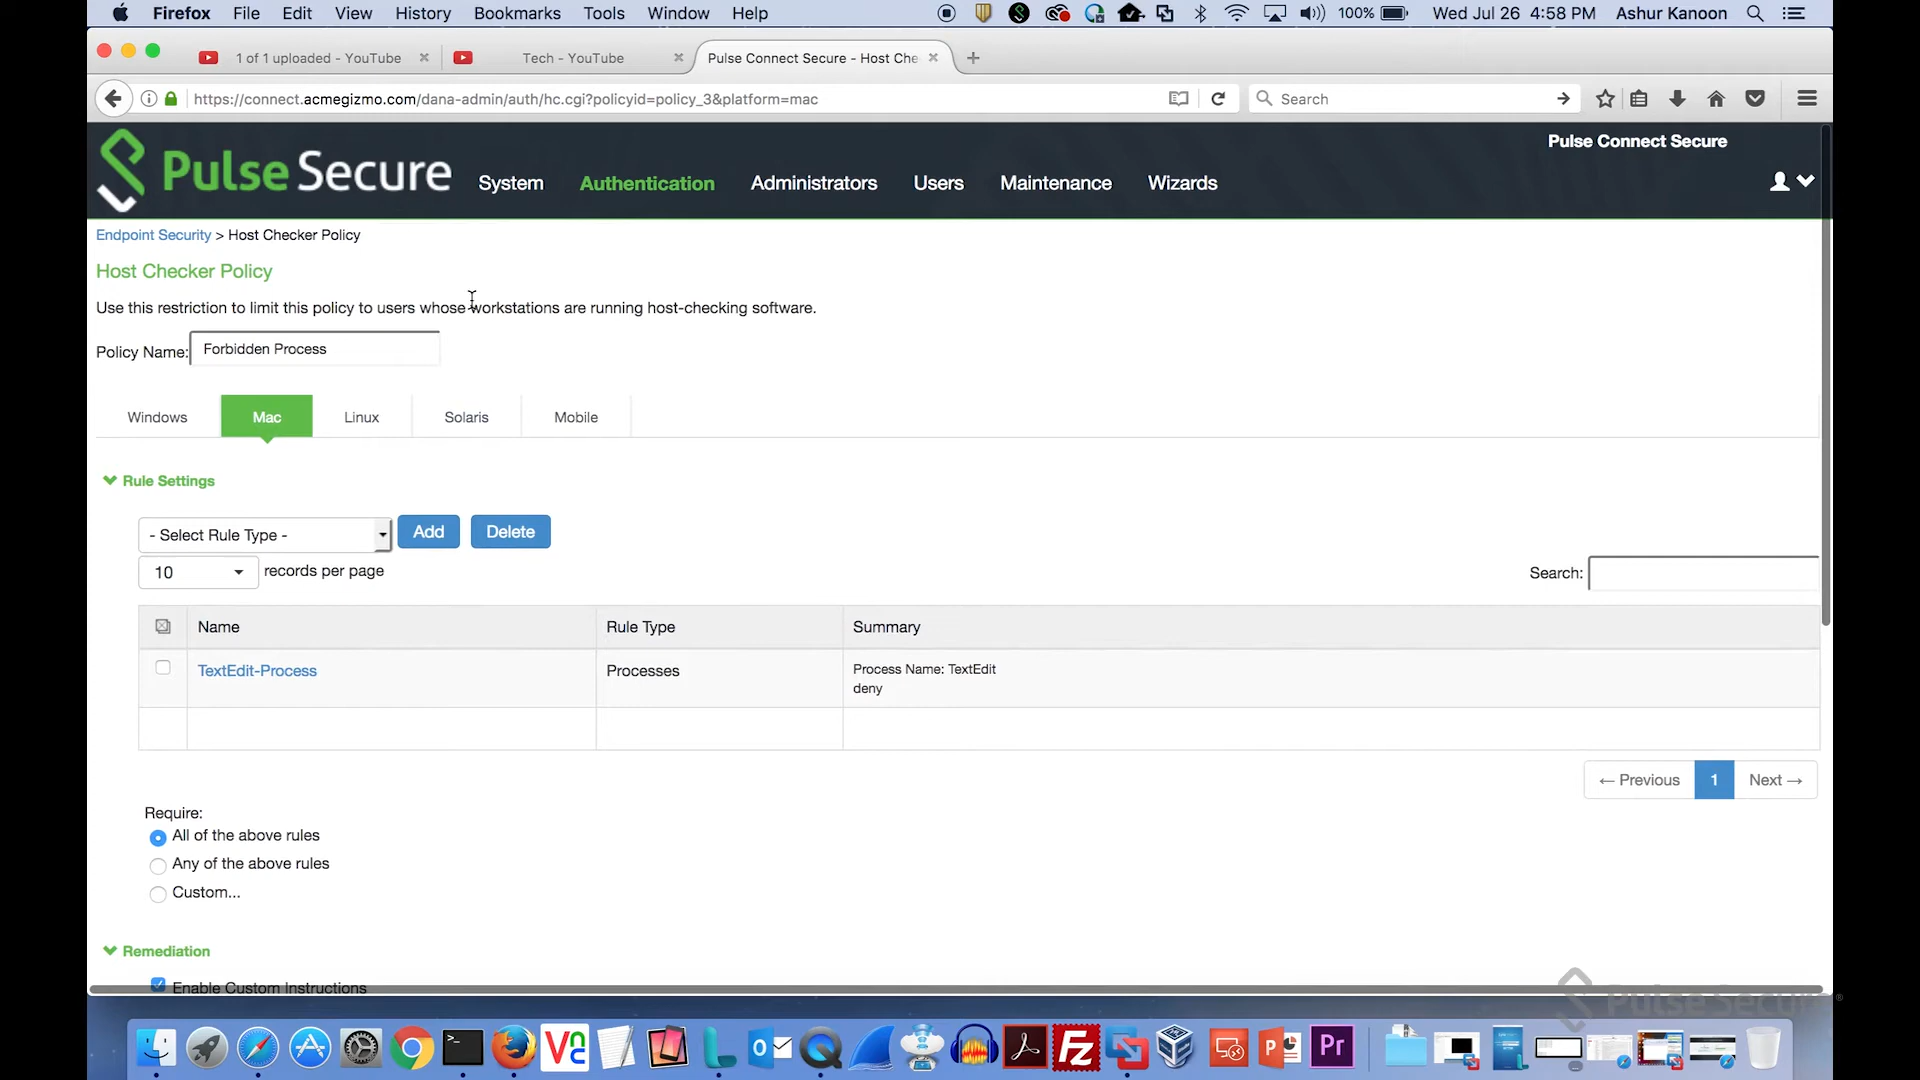 Firefox File Edit View History Bookmarks Tools Window Help 100% Wed Jul 26 4:58 PM Ashur Kanoon
1 of 1 uploaded - YouTube Tech - YouTube Pulse Connect Secure - Host Che
https://connect.acmegizmo.com/dana-admin/auth/hc.cgi?policyid=policy_3&platform=mac Search
Pulse Connect Secure
Pulse Secure System Authentication Administrators Users Maintenance Wizards
Endpoint Security > Host Checker Policy
Host Checker Policy
Use this restriction to limit this policy to users whose workstations are running host-checking software.
Policy Name: Forbidden Process
Windows Mac Linux Solaris Mobile
Rule Settings
- Select Rule Type - Add Delete
10 records per page Search:
Name Rule Type Summary
TextEdit-Process Processes Process Name: TextEdit
deny
← Previous 1 Next →
Require:
All of the above rules
Any of the above rules
Custom...
Remediation
Enable Custom Instructions
Pulse Secure